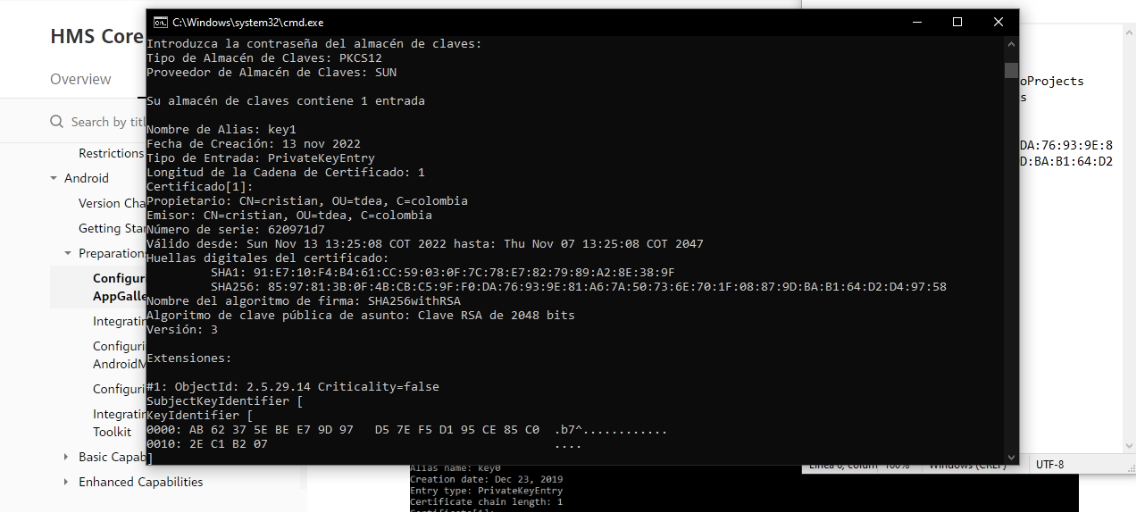 HMS Core
Overview
Search by titl
Restrictions
Android
Version Cha
Getting Star
Preparations
Configur
AppGalle
Integratin
Configuri
AndroidM
Configuri
Integratin
Toolkit
Basic Capab
Enhanced Capabilities
C:\Windows\system32\cmd.exe
Introduzca la contraseña del almacén de claves:
Tipo de Almacén de Claves: PKCS12
Proveedor de Almacén de Claves: SUN
Su almacén de claves contiene 1 entrada
Nombre de Alias: key1
Fecha de Creación: 13 nov 2022
Tipo de Entrada: PrivateKeyEntry
Longitud de la Cadena de Certificado: 1
Certificado[1]:
Propietario: CN=cristian, OU=tdea, C=colombia
Emisor: CN=cristian, OU=tdea, C=colombia
Número de serie: 620971d7
Válido desde: Sun Nov 13 13:25:08 COT 2022 hasta: Thu Nov 07 13:25:08 COT 2047
Huellas digitales del certificado:
SHA1: 91:E7:10:F4:B4:61:CC:59:03:0F:7C:78:E7:82:79:89:A2:8E:38:9F
SHA256: 85:97:81:3B:0F:4B:CB:C5:9F:F0:DA:76:93:9E:81:A6:7A:50:73:6E:70:1F:08:87:9D:BA:B1:64:D2:D4:97:58
Nombre del algoritmo de firma: SHA256withRSA
Algoritmo de clave pública de asunto: Clave RSA de 2048 bits
Versión: 3
Extensiones:
#1: ObjectId: 2.5.29.14 Criticality=false
SubjectKeyIdentifier [
KeyIdentifier [
0000: AB 62 37 5E BE E7 9D 97   D5 7E F5 D1 95 CE 85 C0  .b7^............
0010: 2E C1 B2 07                                        ....
]
oProjects
s
DA:76:93:9E:8
D:BA:B1:64:D2
UTF-8
Alias name: key0
Creation date: Dec 23, 2019
Entry type: PrivateKeyEntry
Certificate chain length: 1